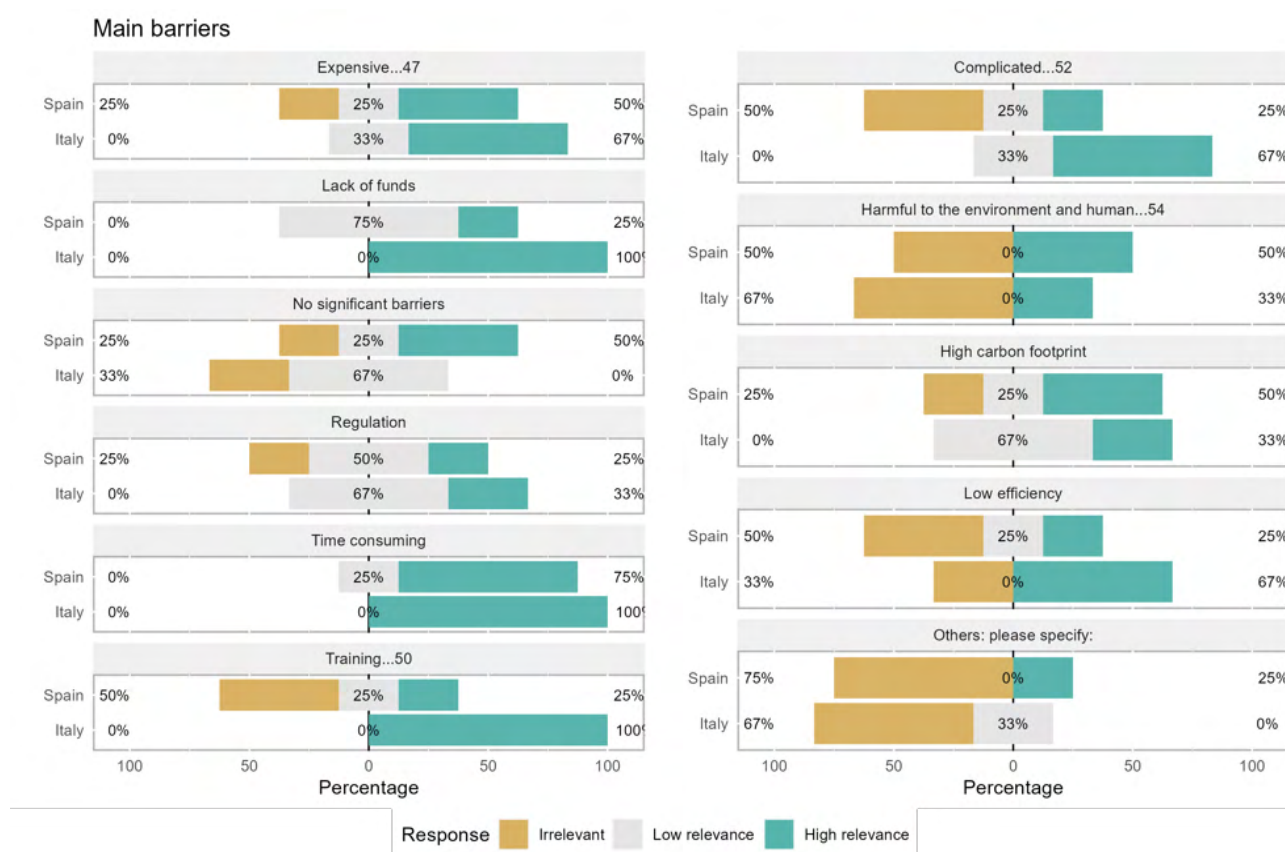 Main barriers
Expensive...47
Spain 25% 25% 50%
Italy 0% 33% 67%
Lack of funds
Spain 0% 75% 25%
Italy 0% 0% 100%
No significant barriers
Spain 25% 25% 50%
Italy 33% 67% 0%
Regulation
Spain 25% 50% 25%
Italy 0% 67% 33%
Time consuming
Spain 0% 25% 75%
Italy 0% 0% 100%
Training...50
Spain 50% 25% 25%
Italy 0% 0% 100%
100 50 0 50 100
Percentage
Complicated...52
Spain 50% 25% 25%
Italy 0% 33% 67%
Harmful to the environment and human...54
Spain 50% 0% 50%
Italy 67% 0% 33%
High carbon footprint
Spain 25% 25% 50%
Italy 0% 67% 33%
Low efficiency
Spain 50% 25% 25%
Italy 33% 0% 67%
Others: please specify:
Spain 75% 0% 25%
Italy 67% 33% 0%
100 50 0 50 100
Percentage
Response Irrelevant Low relevance High relevance